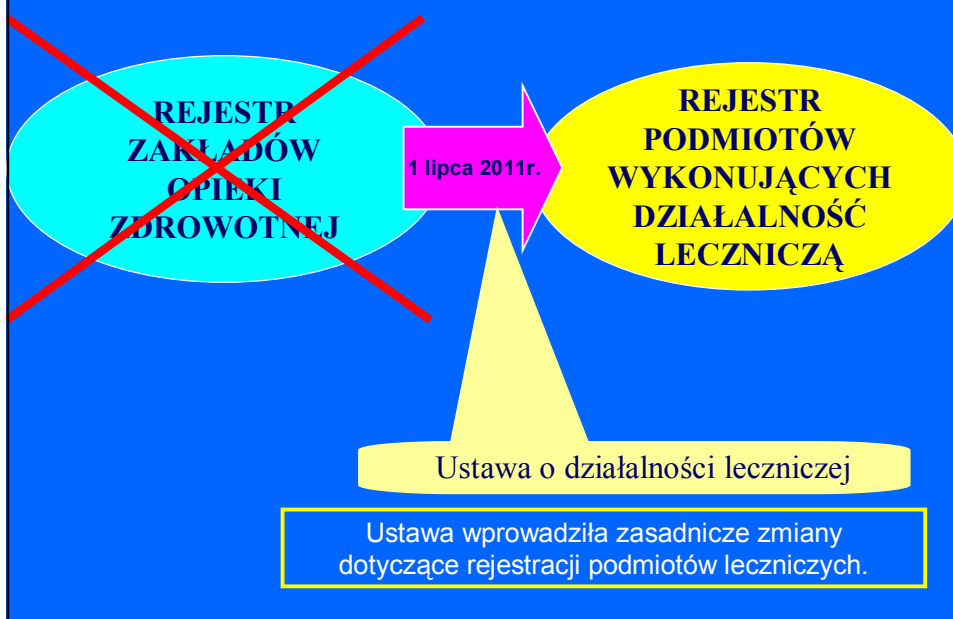 REJESTR
ZAKŁADÓW
OPIEKI
ZDROWOTNEJ
1 lipca 2011r.
REJESTR
PODMIOTÓW
WYKONUJĄCYCH
DZIAŁALNOŚĆ
LECZNICZĄ
Ustawa o działalności leczniczej
Ustawa wprowadziła zasadnicze zmiany
dotyczące rejestracji podmiotów leczniczych.